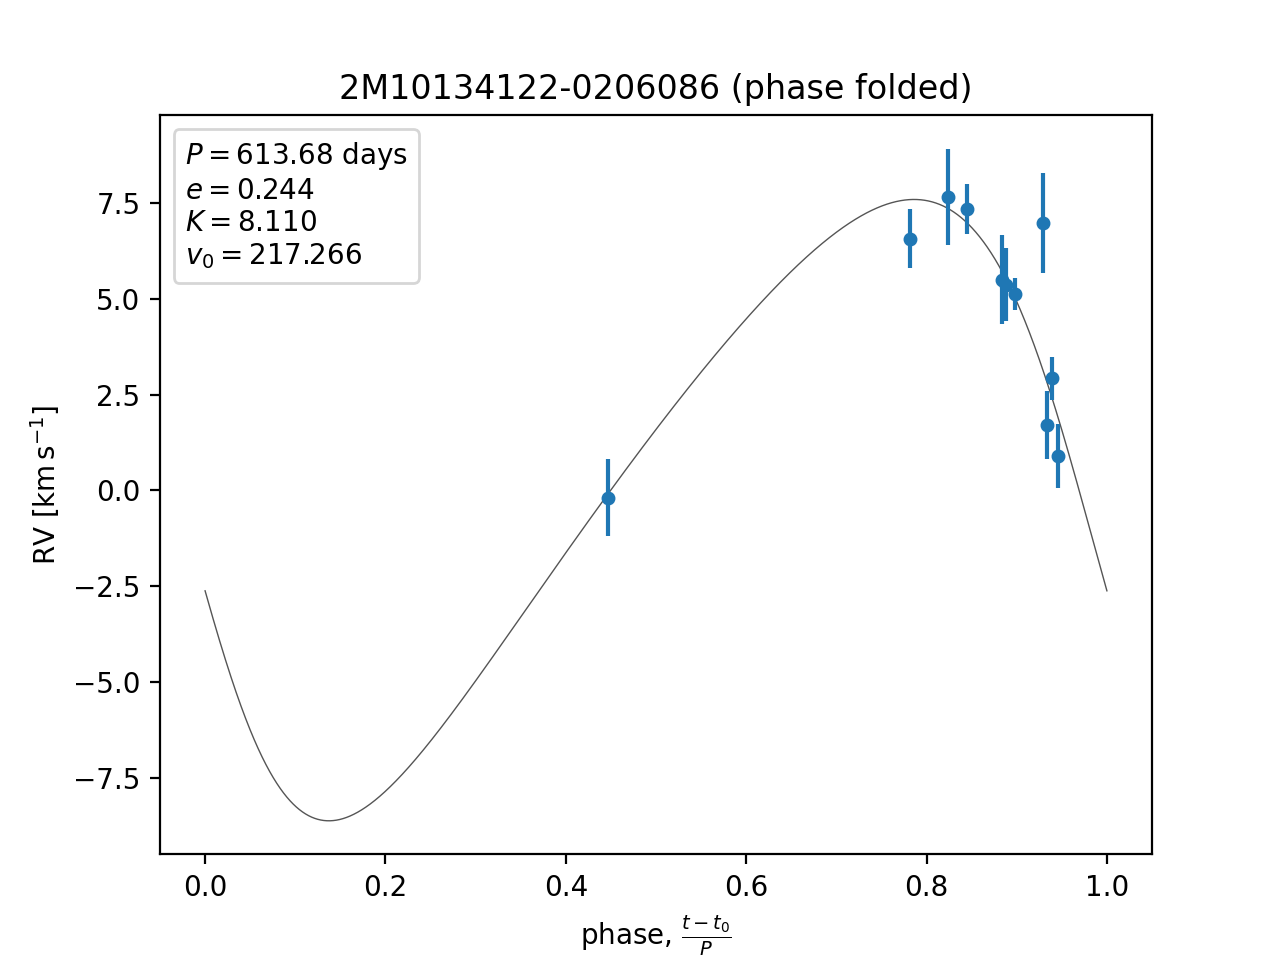 2M10134122-0206086 (phase folded)
P = 613.68 days
e = 0.244
K = 8.110
v₀ = 217.266
7.5
5.0
2.5
0.0
−2.5
−5.0
−7.5
RV [km s⁻¹]
0.0 0.2 0.4 0.6 0.8 1.0
phase, (t − t₀)/P